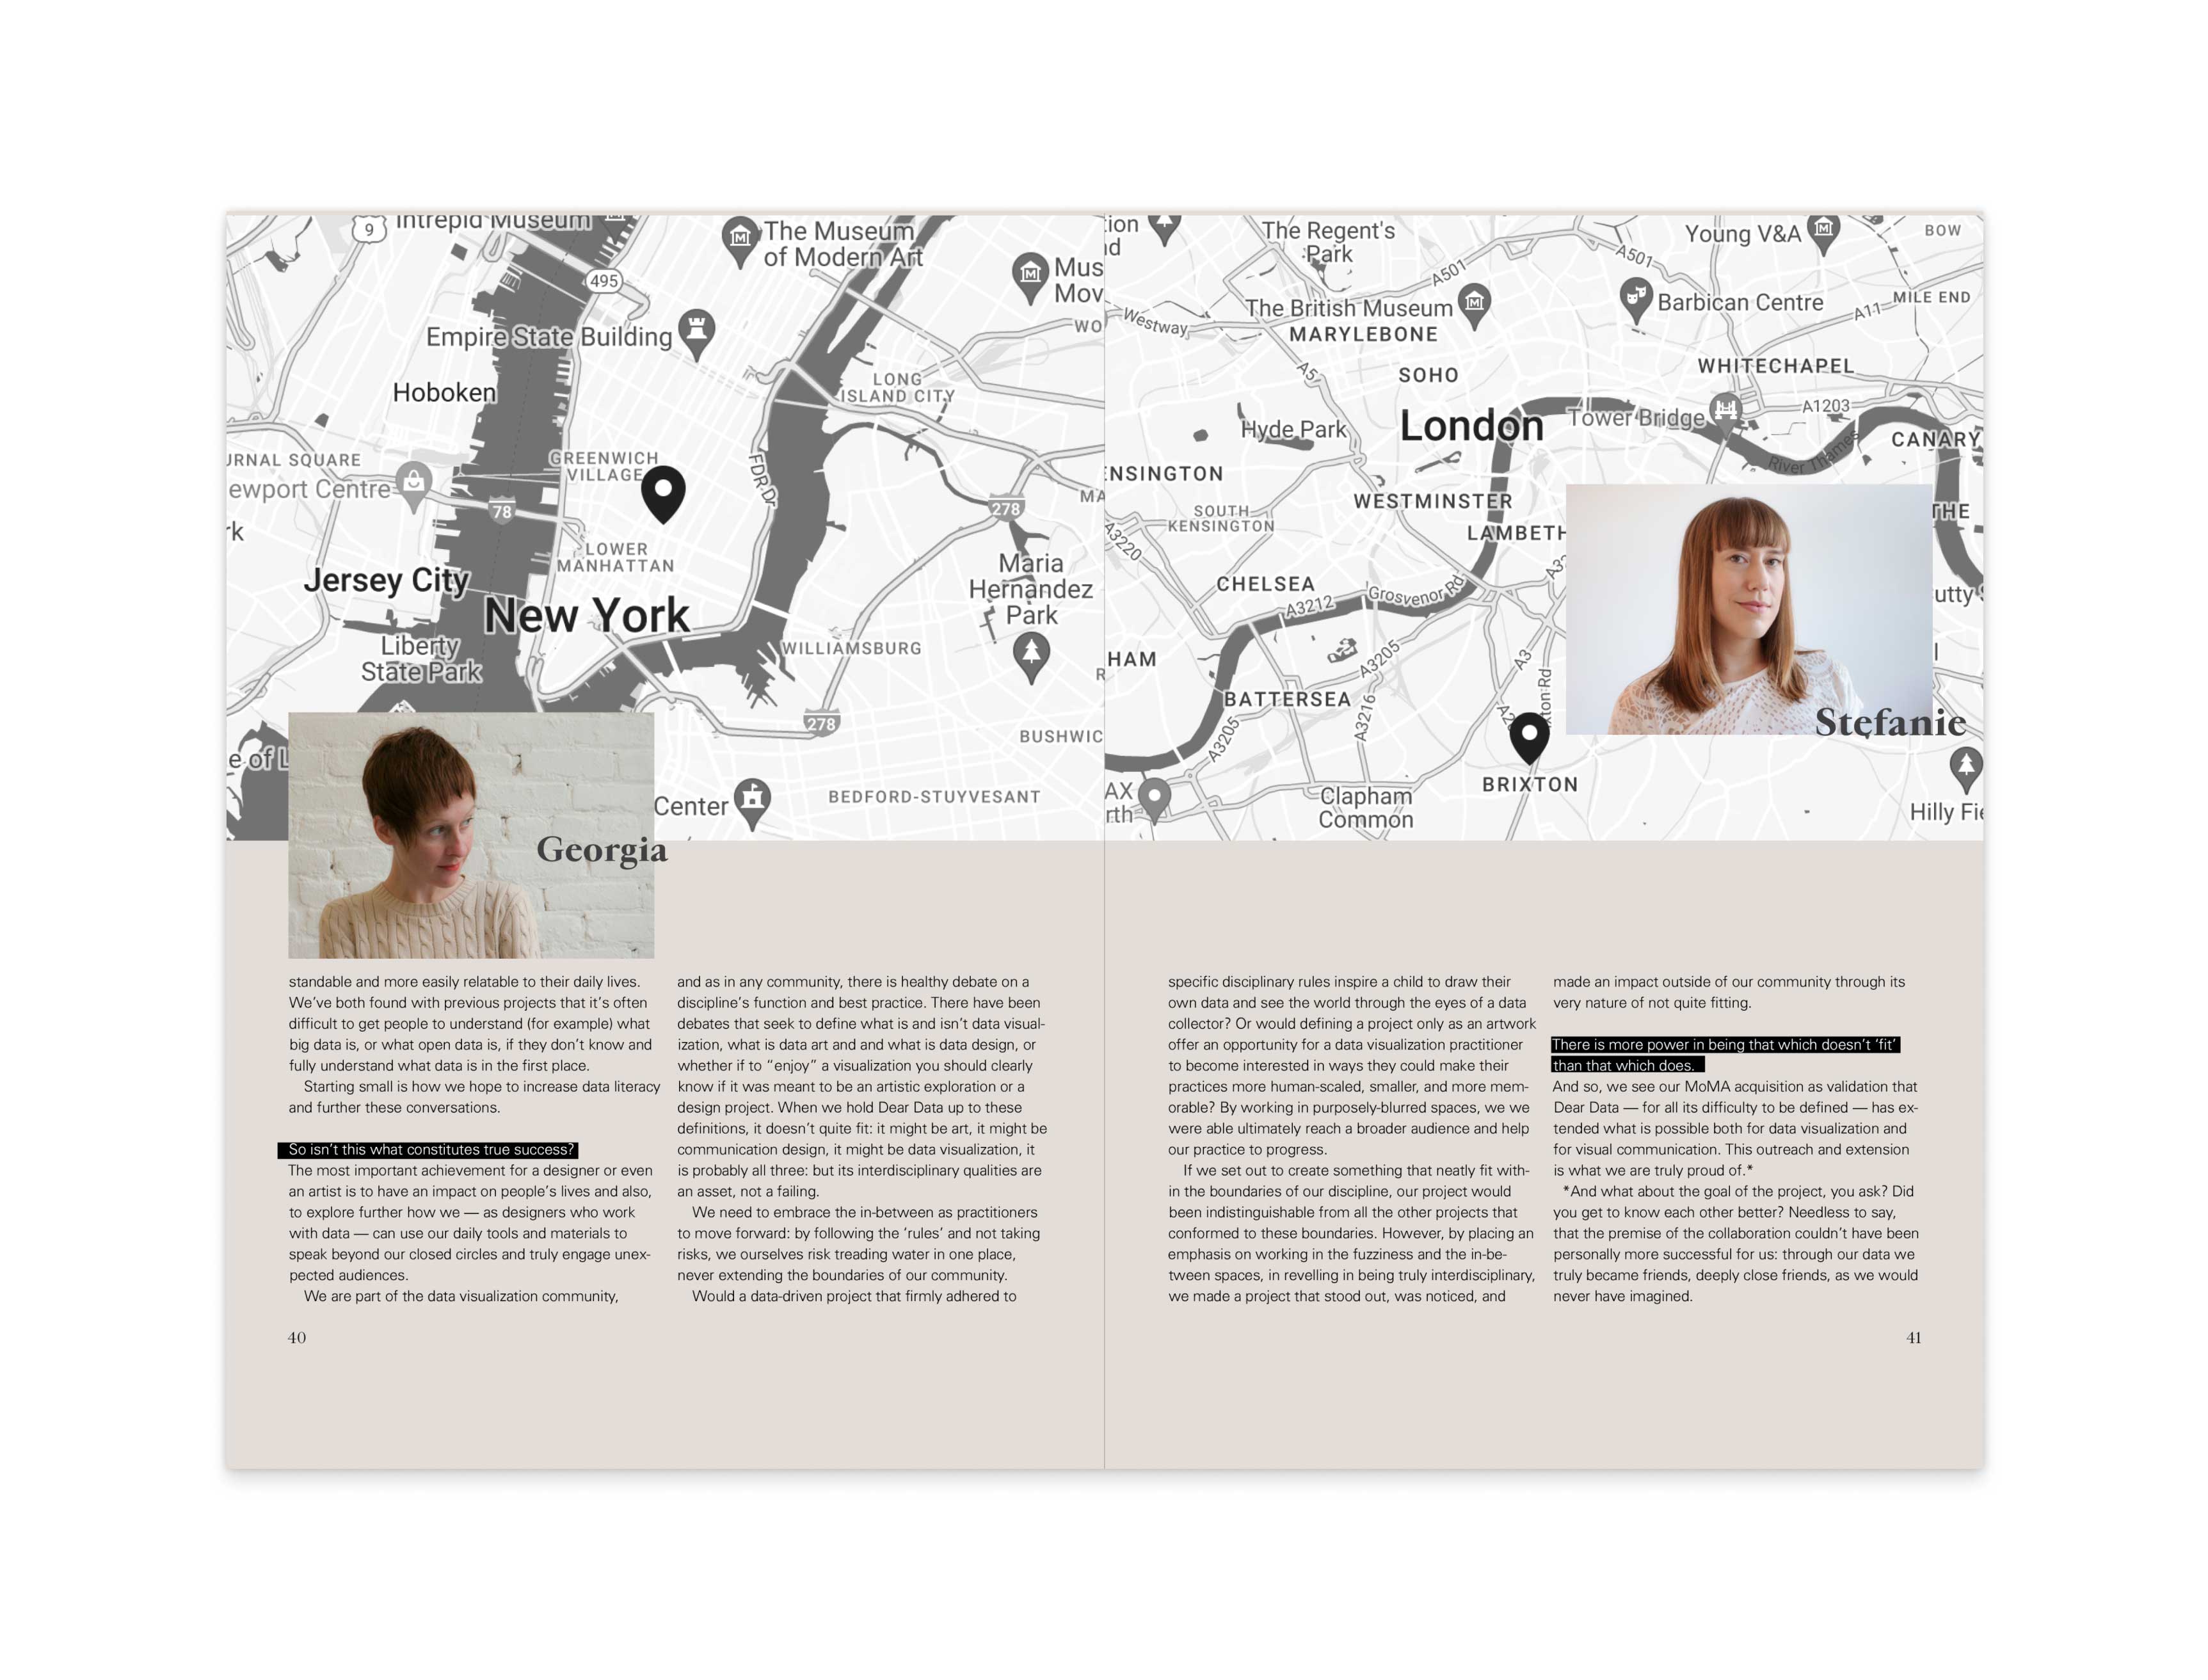 9
Intrepid Museum
495
The Museum
of Modern Art
Mus
Mov
Empire State Building
WO
Hoboken
LONG
ISLAND CITY
URNAL SQUARE
ewport Centre
GREENWICH
VILLAGE
FDR Dr
78
278
MA
rk
LOWER
MANHATTAN
Maria
Hernandez
Park
Jersey City
New York
Liberty
State Park
WILLIAMSBURG
R
278
BUSHWIC
e of L
Center
BEDFORD-STUYVESANT
Georgia
standable and more easily relatable to their daily lives.
We’ve both found with previous projects that it’s often
difficult to get people to understand (for example) what
big data is, or what open data is, if they don’t know and
fully understand what data is in the first place.
Starting small is how we hope to increase data literacy
and further these conversations.
So isn’t this what constitutes true success?
The most important achievement for a designer or even
an artist is to have an impact on people’s lives and also,
to explore further how we — as designers who work
with data — can use our daily tools and materials to
speak beyond our closed circles and truly engage unex-
pected audiences.
We are part of the data visualization community,
and as in any community, there is healthy debate on a
discipline’s function and best practice. There have been
debates that seek to define what is and isn’t data visual-
ization, what is data art and and what is data design, or
whether if to “enjoy” a visualization you should clearly
know if it was meant to be an artistic exploration or a
design project. When we hold Dear Data up to these
definitions, it doesn’t quite fit: it might be art, it might be
communication design, it might be data visualization, it
is probably all three: but its interdisciplinary qualities are
an asset, not a failing.
We need to embrace the in-between as practitioners
to move forward: by following the ‘rules’ and not taking
risks, we ourselves risk treading water in one place,
never extending the boundaries of our community.
Would a data-driven project that firmly adhered to
40
tion
nd
The Regent's
Park
A501
A501
Young V&A
BOW
Westway
The British Museum
MARYLEBONE
Barbican Centre
A11
MILE END
A5
SOHO
WHITECHAPEL
Hyde Park
London
Tower Bridge
A1203
River Thames
CANARY
ENSINGTON
SOUTH
KENSINGTON
WESTMINSTER
LAMBETH
THE
A3220
A3
CHELSEA
A3212
Grosvenor Rd
utty
HAM
A3205
A3
BATTERSEA
A3216
A3205
A2
xton Rd
Stefanie
BRIXTON
AX
rth
Clapham
Common
Hilly Fie
specific disciplinary rules inspire a child to draw their
own data and see the world through the eyes of a data
collector? Or would defining a project only as an artwork
offer an opportunity for a data visualization practitioner
to become interested in ways they could make their
practices more human-scaled, smaller, and more mem-
orable? By working in purposely-blurred spaces, we we
were able ultimately reach a broader audience and help
our practice to progress.
If we set out to create something that neatly fit with-
in the boundaries of our discipline, our project would
been indistinguishable from all the other projects that
conformed to these boundaries. However, by placing an
emphasis on working in the fuzziness and the in-be-
tween spaces, in revelling in being truly interdisciplinary,
we made a project that stood out, was noticed, and
made an impact outside of our community through its
very nature of not quite fitting.
There is more power in being that which doesn’t ‘fit’
than that which does.
And so, we see our MoMA acquisition as validation that
Dear Data — for all its difficulty to be defined — has ex-
tended what is possible both for data visualization and
for visual communication. This outreach and extension
is what we are truly proud of.*
*And what about the goal of the project, you ask? Did
you get to know each other better? Needless to say,
that the premise of the collaboration couldn’t have been
personally more successful for us: through our data we
truly became friends, deeply close friends, as we would
never have imagined.
41